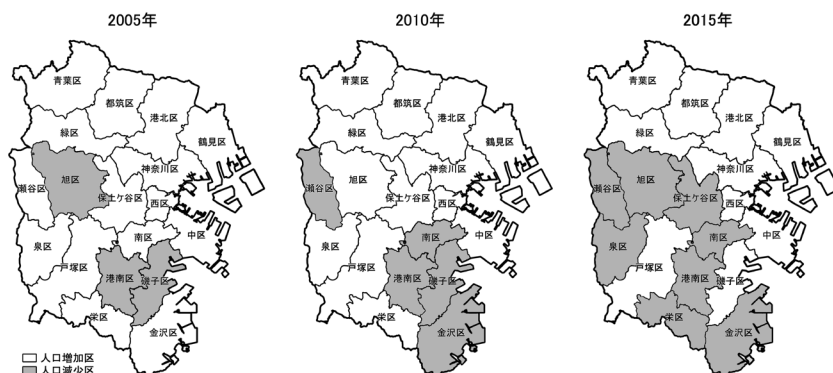 2005年
青葉区
都筑区
港北区
緑区
鶴見区
神奈川区
旭区
瀬谷区
保土ヶ谷区
西区
泉区
戸塚区
南区
中区
港南区
磯子区
栄区
金沢区
人口増加区
人口減少区
2010年
青葉区
都筑区
港北区
緑区
鶴見区
神奈川区
旭区
瀬谷区
保土ヶ谷区
西区
泉区
戸塚区
南区
中区
港南区
磯子区
栄区
金沢区
2015年
青葉区
都筑区
港北区
緑区
鶴見区
神奈川区
旭区
瀬谷区
保土ヶ谷区
西区
泉区
戸塚区
南区
中区
港南区
磯子区
栄区
金沢区